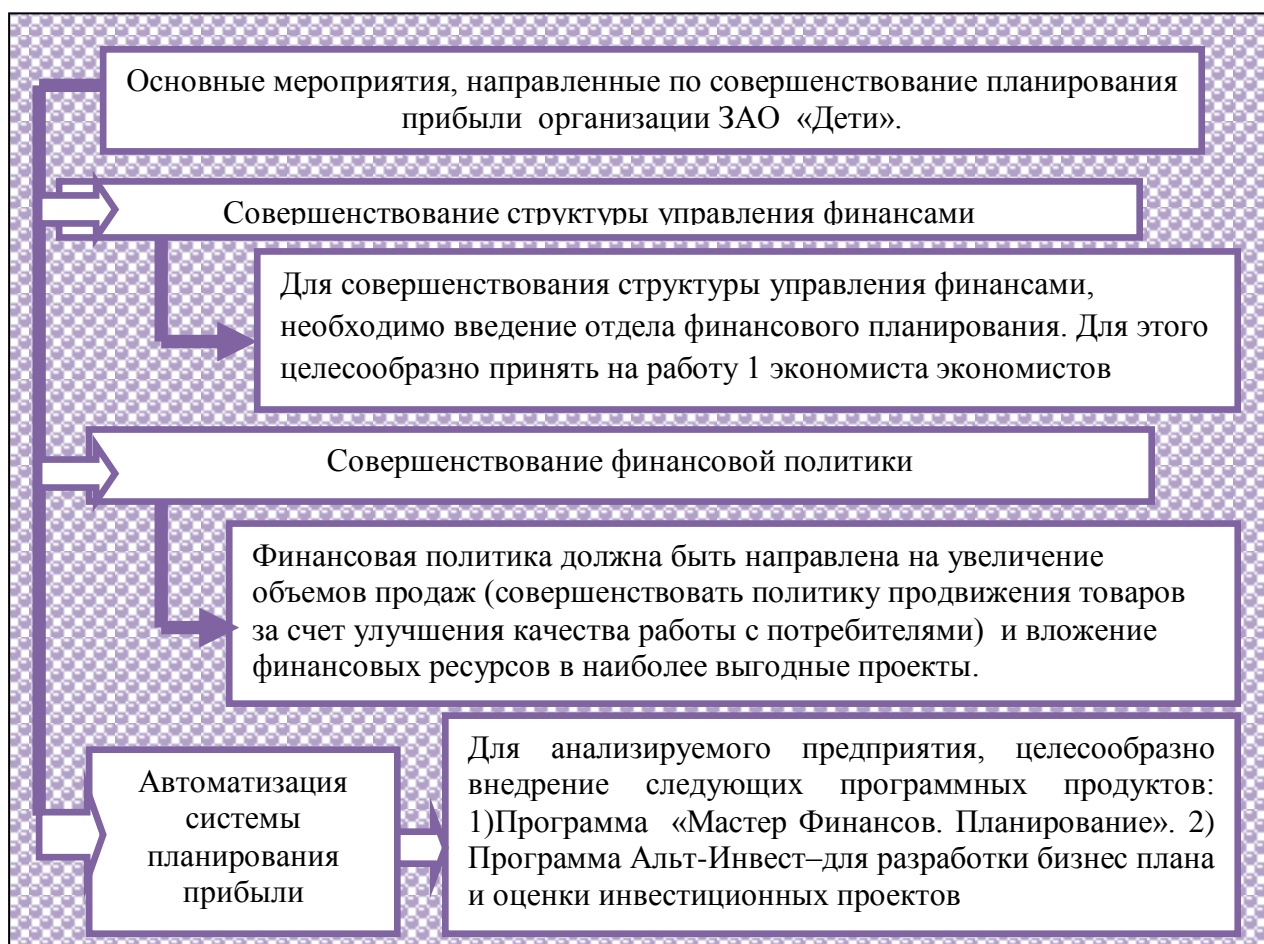 Основные мероприятия, направленные по совершенствование планирования
прибыли организации ЗАО «Дети».
Совершенствование структуры управления финансами
Для совершенствования структуры управления финансами,
необходимо введение отдела финансового планирования. Для этого
целесообразно принять на работу 1 экономиста экономистов
Совершенствование финансовой политики
Финансовая политика должна быть направлена на увеличение
объемов продаж (совершенствовать политику продвижения товаров
за счет улучшения качества работы с потребителями) и вложение
финансовых ресурсов в наиболее выгодные проекты.
Автоматизация
системы
планирования
прибыли
Для анализируемого предприятия, целесообразно
внедрение следующих программных продуктов:
1)Программа «Мастер Финансов. Планирование». 2)
Программа Альт-Инвест–для разработки бизнес плана
и оценки инвестиционных проектов